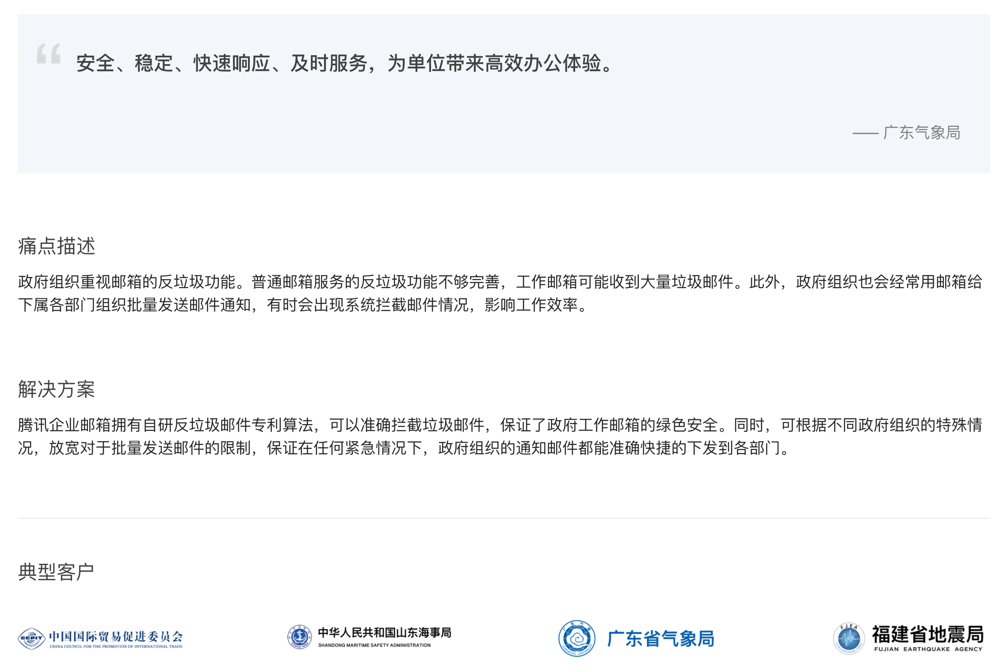 “
安全、稳定、快速响应、及时服务，为单位带来高效办公体验。
—— 广东气象局
痛点描述
政府组织重视邮箱的反垃圾功能。普通邮箱服务的反垃圾功能不够完善，工作邮箱可能收到大量垃圾邮件。此外，政府组织也会经常用邮箱给
下属各部门组织批量发送邮件通知，有时会出现系统拦截邮件情况，影响工作效率。
解决方案
腾讯企业邮箱拥有自研反垃圾邮件专利算法，可以准确拦截垃圾邮件，保证了政府工作邮箱的绿色安全。同时，可根据不同政府组织的特殊情
况，放宽对于批量发送邮件的限制，保证在任何紧急情况下，政府组织的通知邮件都能准确快捷的下发到各部门。
典型客户
CCPIT
中国国际贸易促进委员会
CHINA COUNCIL FOR THE PROMOTION OF INTERNATIONAL TRADE
CHINA MSA
中华人民共和国山东海事局
SHANDONG MARITIME SAFETY ADMINISTRATION
广东气象
GUANGDONG METEOROLOGY
广东省气象局
FJEA
FUJIAN EARTHQUAKE AGENCY
福建省地震局
FUJIAN EARTHQUAKE AGENCY